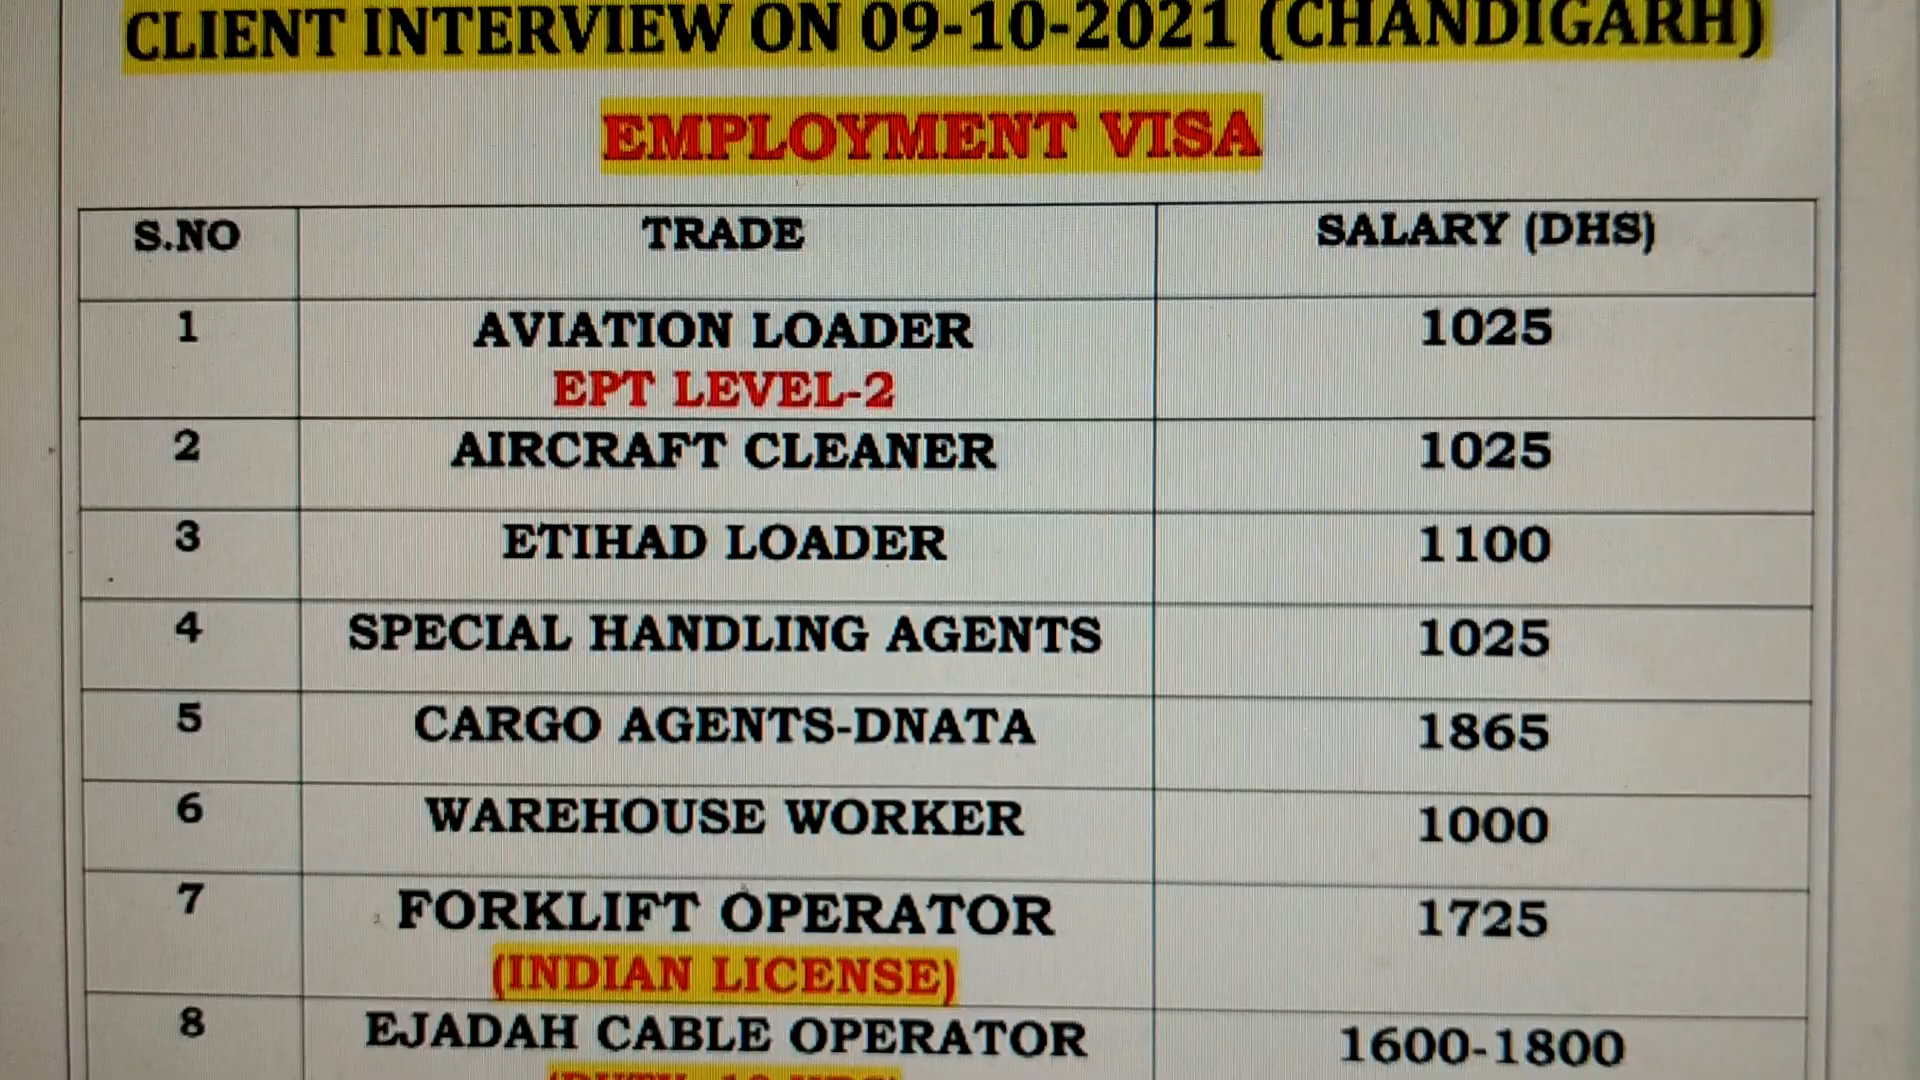 CLIENT INTERVIEW ON 09-10-2021 (CHANDIGARH)
EMPLOYMENT VISA
S.NO TRADE SALARY (DHS)
1 AVIATION LOADER 1025
EPT LEVEL-2
2 AIRCRAFT CLEANER 1025
3 ETIHAD LOADER 1100
4 SPECIAL HANDLING AGENTS 1025
5 CARGO AGENTS-DNATA 1865
6 WAREHOUSE WORKER 1000
7 FORKLIFT OPERATOR 1725
(INDIAN LICENSE)
8 EJADAH CABLE OPERATOR 1600-1800